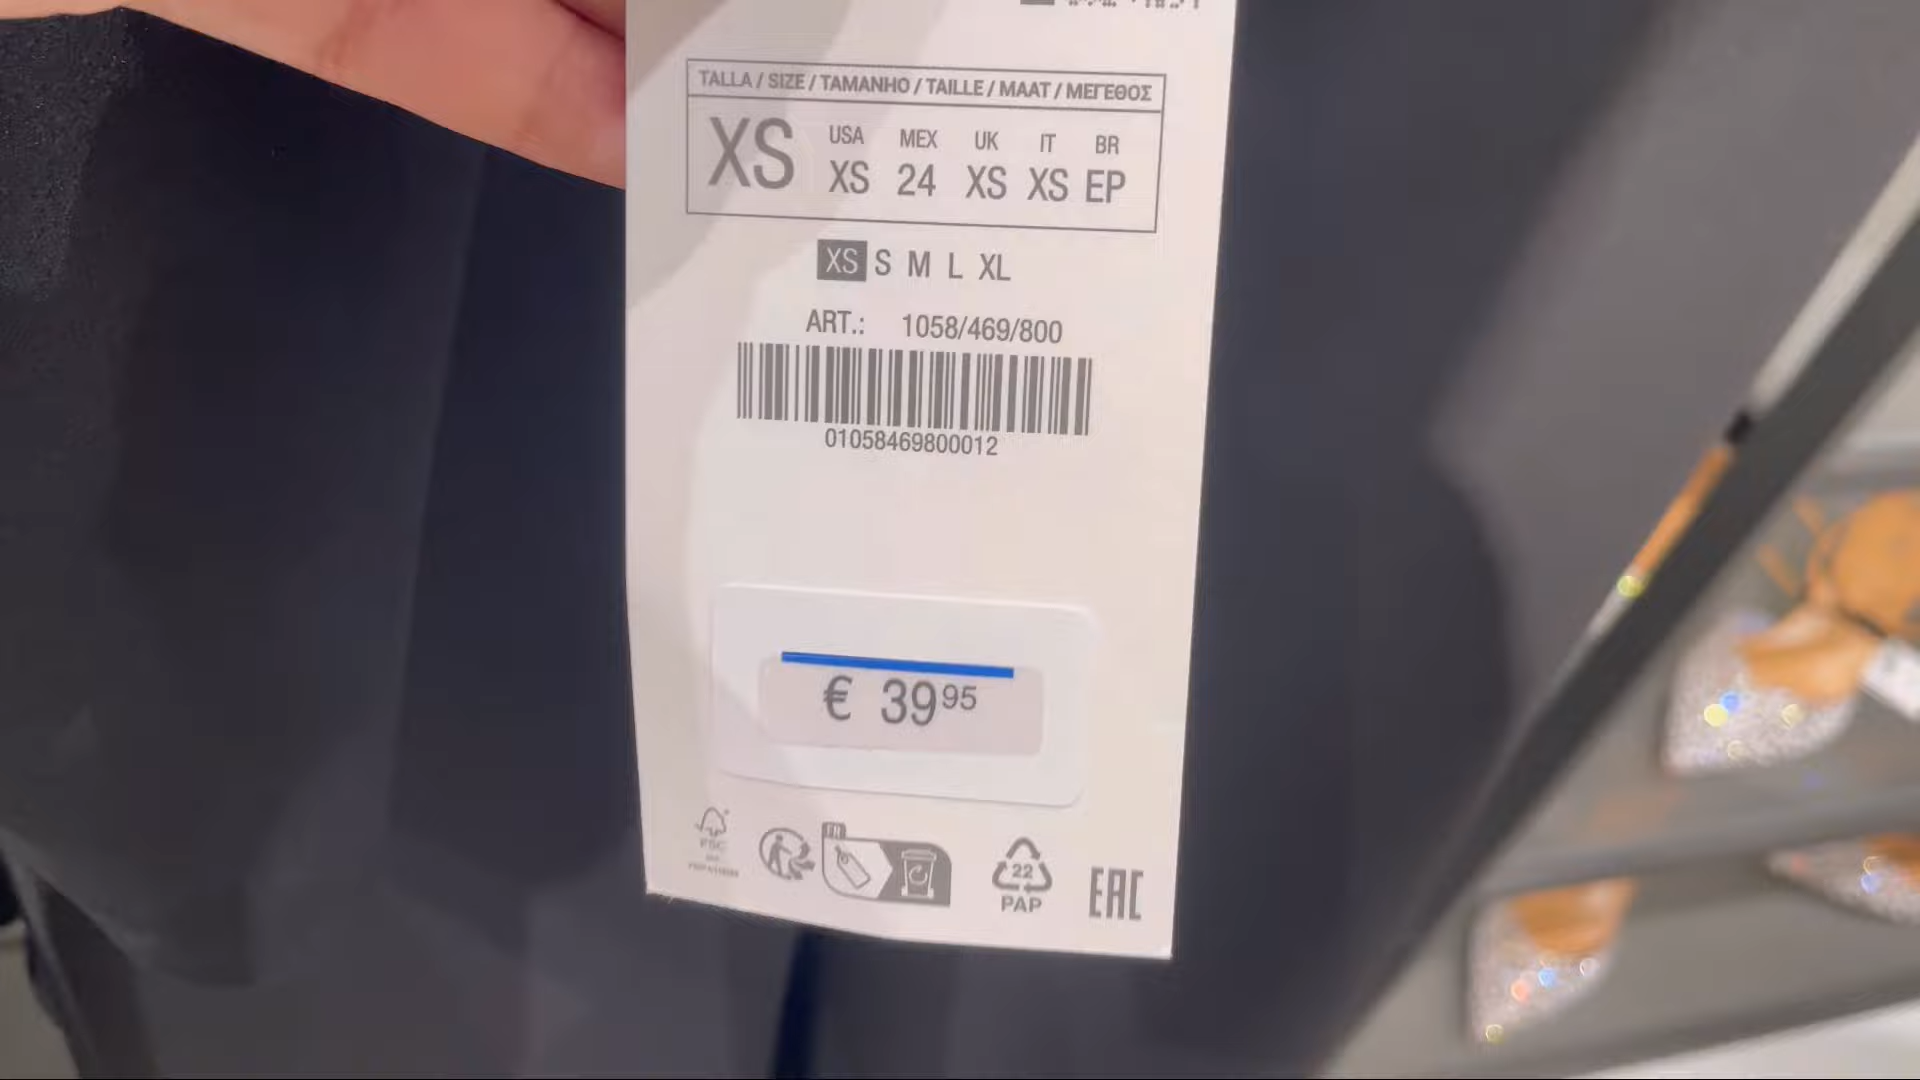 TALLA / SIZE / TAMANHO / TAILLE / MAAT / ΜΕΓΕΘΟΣ
XS
USA MEX UK IT BR
XS 24 XS XS EP
XS S M L XL
ART.: 1058/469/800
01058469800012
€ 39 95
FSC
FR
22
PAP
EAC